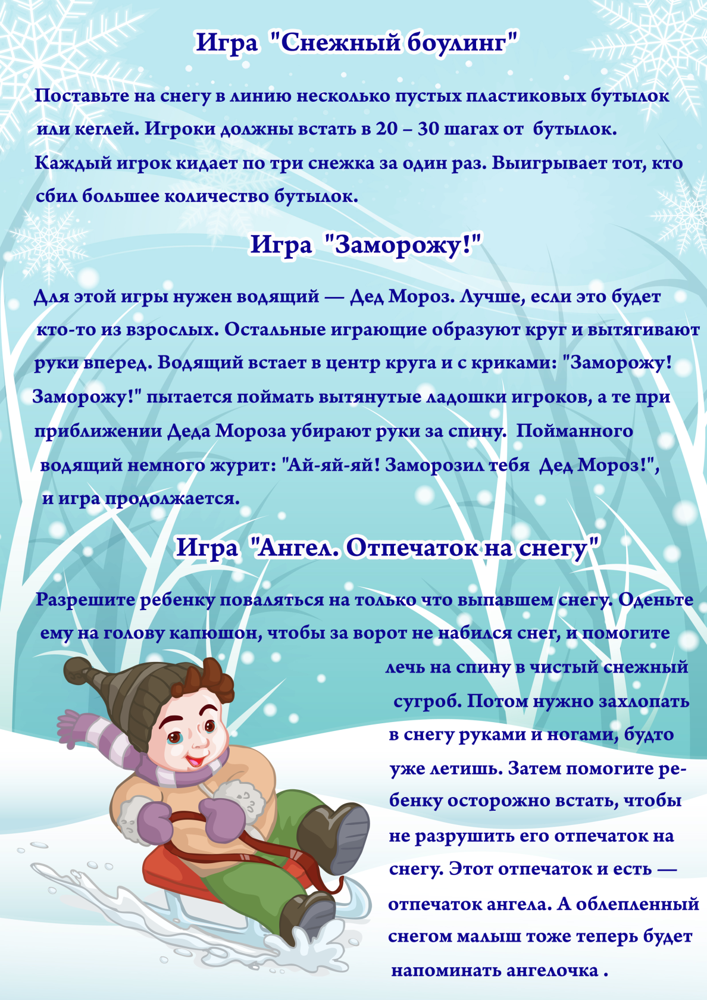 Игра "Снежный боулинг"
Поставьте на снегу в линию несколько пустых пластиковых бутылок
или кеглей. Игроки должны встать в 20 – 30 шагах от бутылок.
Каждый игрок кидает по три снежка за один раз. Выигрывает тот, кто
сбил большее количество бутылок.
Игра "Заморожу!"
Для этой игры нужен водящий — Дед Мороз. Лучше, если это будет
кто-то из взрослых. Остальные играющие образуют круг и вытягивают
руки вперед. Водящий встает в центр круга и с криками: "Заморожу!
Заморожу!" пытается поймать вытянутые ладошки игроков, а те при
приближении Деда Мороза убирают руки за спину. Пойманного
водящий немного журит: "Ай-яй-яй! Заморозил тебя Дед Мороз!",
и игра продолжается.
Игра "Ангел. Отпечаток на снегу"
Разрешите ребенку поваляться на только что выпавшем снегу. Оденьте
ему на голову капюшон, чтобы за ворот не набился снег, и помогите
лечь на спину в чистый снежный
сугроб. Потом нужно захлопать
в снегу руками и ногами, будто
уже летишь. Затем помогите ре-
бенку осторожно встать, чтобы
не разрушить его отпечаток на
снегу. Этот отпечаток и есть —
отпечаток ангела. А облепленный
снегом малыш тоже теперь будет
напоминать ангелочка .